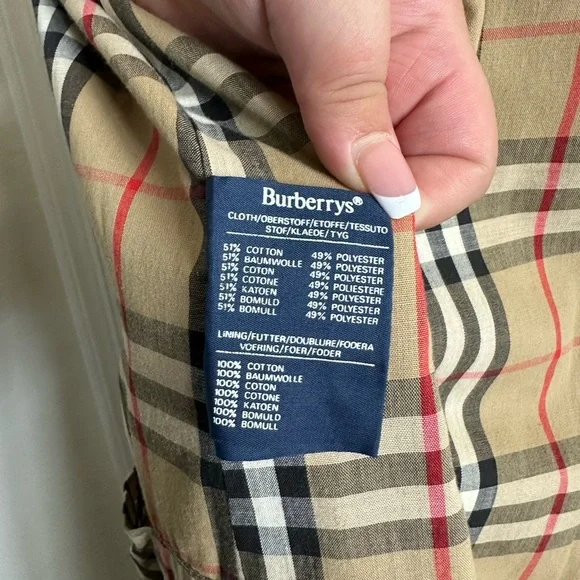 Burberrys®
CLOTH/OBERSTOFF/ETOFFE/TESSUTO
STOF/KLAEDE/TYG
51% COTTON 49% POLYESTER
51% BAUMWOLLE 49% POLYESTER
51% COTON 49% POLYESTER
51% COTONE 49% POLIESTERE
51% KATOEN 49% POLYESTER
51% BOMULD 49% POLYESTER
51% BOMULL 49% POLYESTER
LINING/FUTTER/DOUBLURE/FODERA
VOERING/FOER/FODER
100% COTTON
100% BAUMWOLLE
100% COTON
100% COTONE
100% KATOEN
100% BOMULD
100% BOMULL